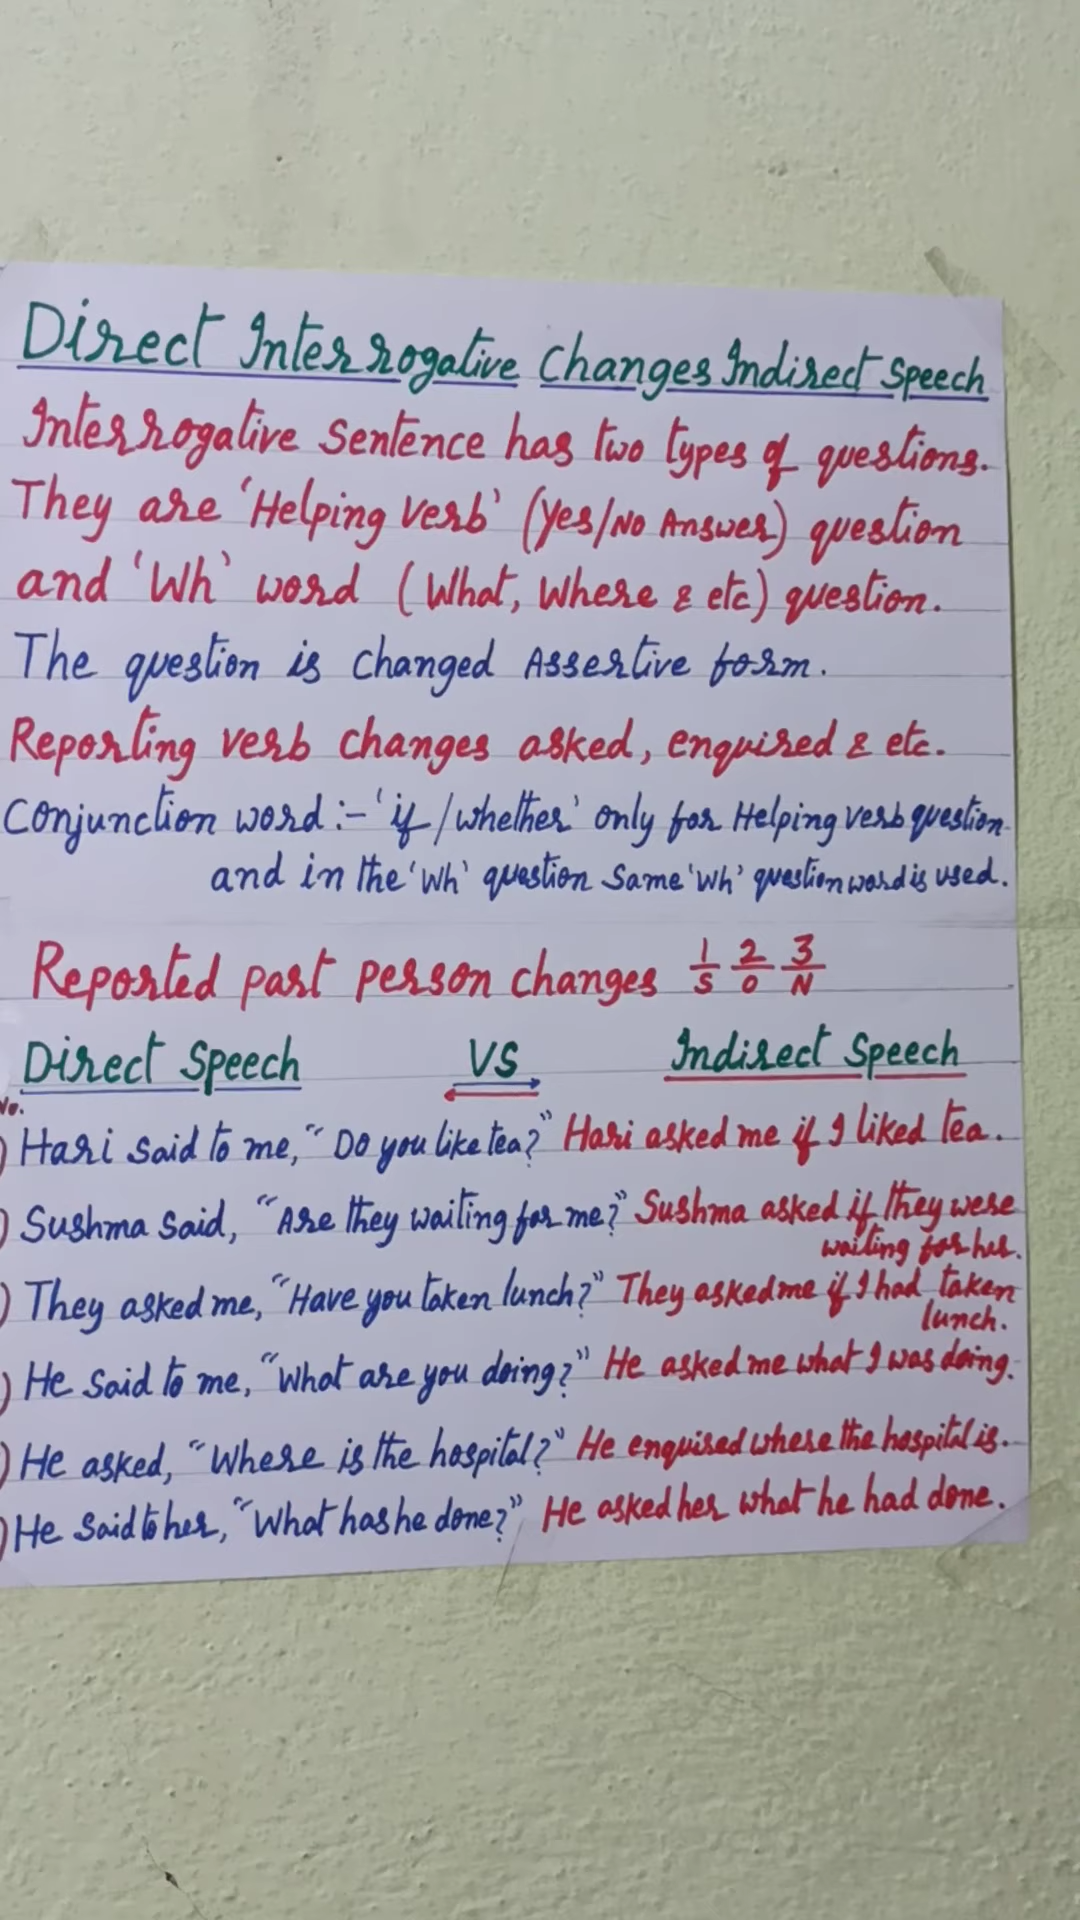 Direct Interrogative Changes Indirect Speech
Interrogative Sentence has two types of questions.
They are 'Helping Verb' (Yes/No Answer) question
and 'Wh' word (What, Where & etc) question.
The question is changed Assertive form.
Reporting verb changes asked, enquired & etc.
Conjunction word :- 'if/whether' only for Helping verb question
and in the 'Wh' question Same 'Wh' question word is used.
Reported part person changes 1/S 2/O 3/N
Direct Speech VS Indirect Speech
No.
) Hari Said to me, "Do you like tea?" Hari asked me if I liked tea.
) Sushma Said, "Are they waiting for me?" Sushma asked if they were
waiting for her.
) They asked me, "Have you taken lunch?" They asked me if I had taken
lunch.
) He Said to me, "What are you doing?" He asked me what I was doing.
) He asked, "Where is the hospital?" He enquired where the hospital is.
) He Said to her, "What has he done?" He asked her what he had done.